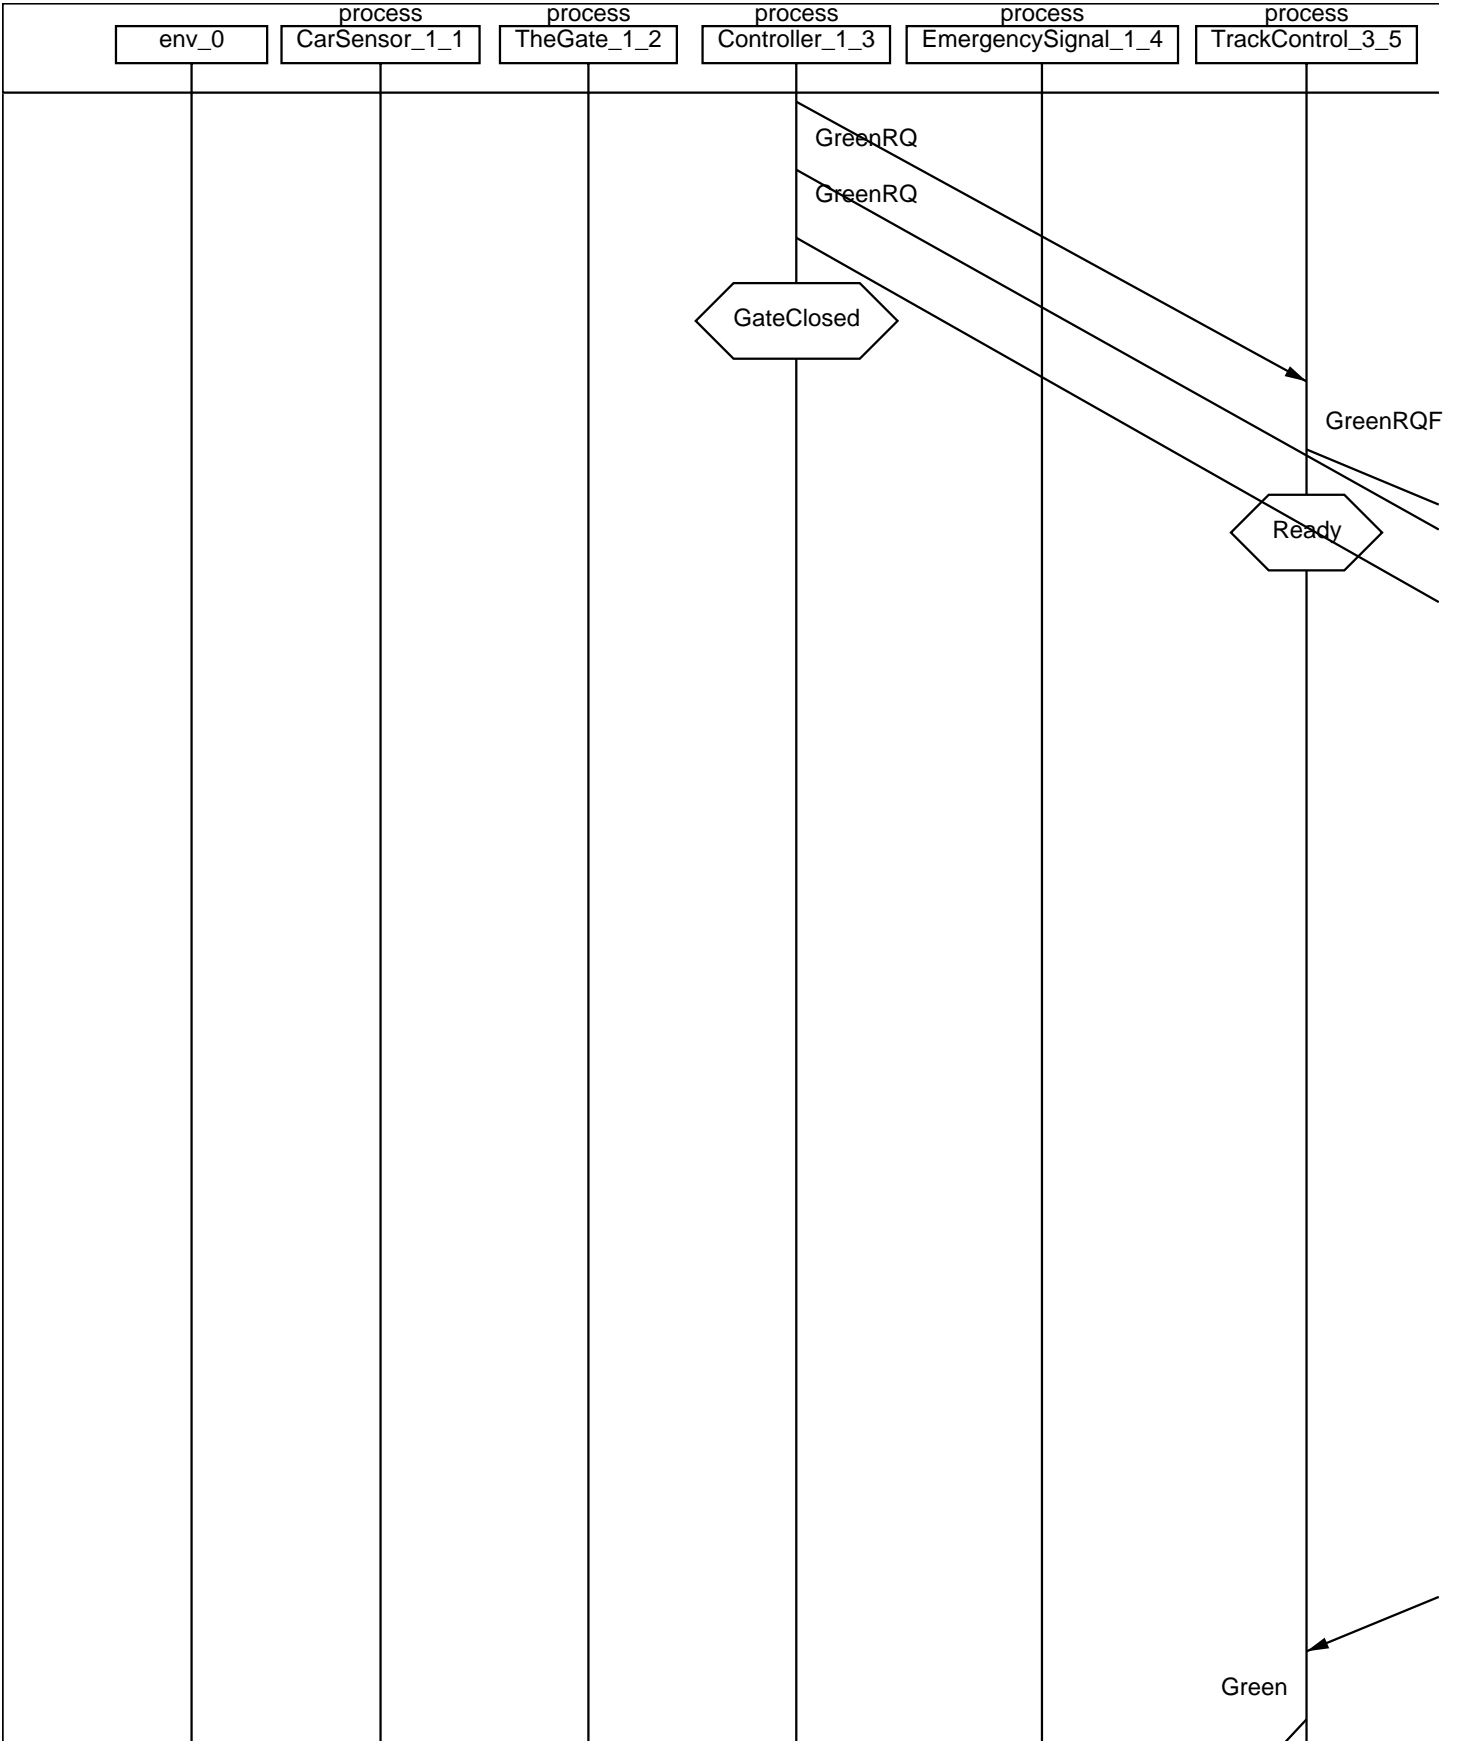 process process process process process
env_0 CarSensor_1_1 TheGate_1_2 Controller_1_3 EmergencySignal_1_4 TrackControl_3_5
GreenRQ
GreenRQ
GateClosed
GreenRQF
Ready
Green